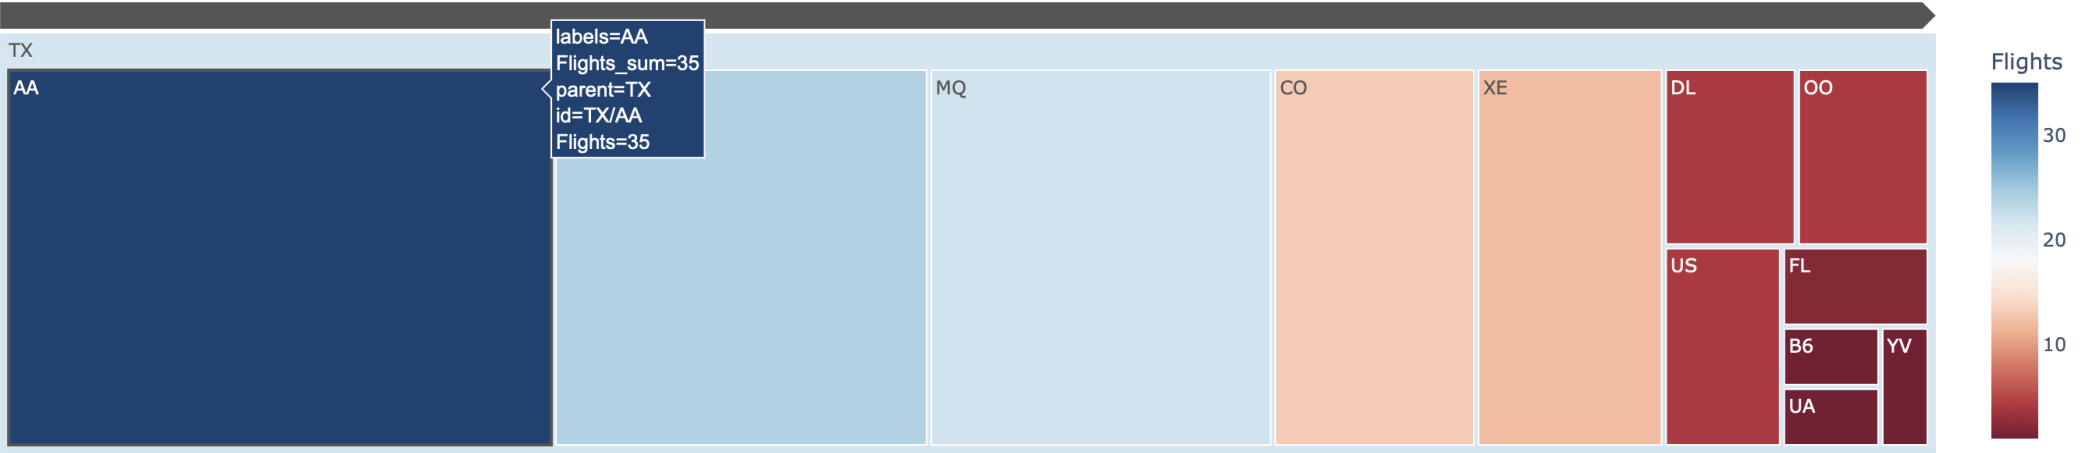 TX
AA
labels=AA
Flights_sum=35
parent=TX
id=TX/AA
Flights=35
MQ
CO
XE
DL
OO
US
FL
B6
YV
UA
Flights
30
20
10